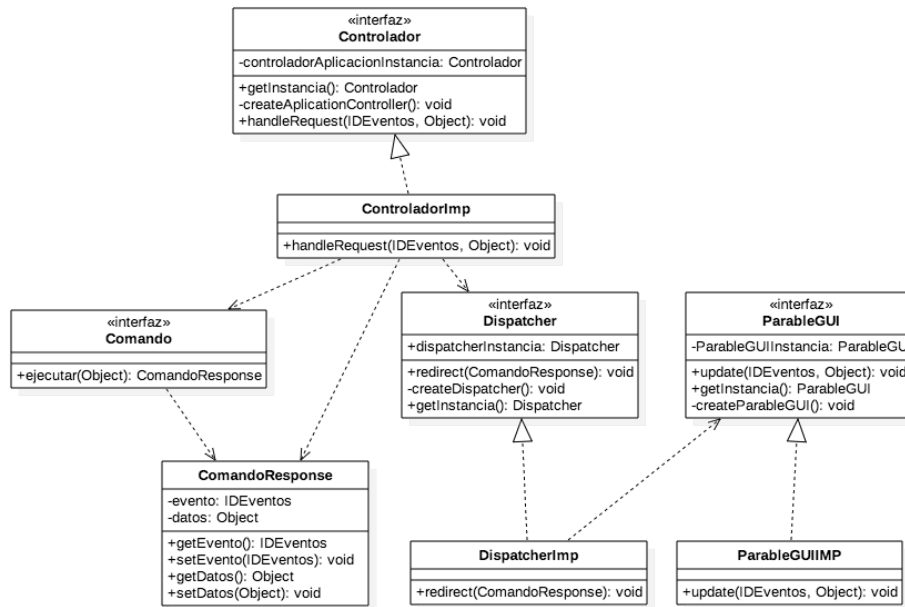 «interfaz»
Controlador
-controladorAplicacionInstancia: Controlador
+getInstancia(): Controlador
-createAplicationController(): void
+handleRequest(IDEventos, Object): void
ControladorImp
+handleRequest(IDEventos, Object): void
«interfaz»
Comando
+ejecutar(Object): ComandoResponse
«interfaz»
Dispatcher
+dispatcherInstancia: Dispatcher
+redirect(ComandoResponse): void
-createDispatcher(): void
+getInstancia(): Dispatcher
«interfaz»
ParableGUI
-ParableGUIInstancia: ParableGU
+update(IDEventos, Object): void
+getInstancia(): ParableGUI
-createParableGUI(): void
ComandoResponse
-evento: IDEventos
-datos: Object
+getEvento(): IDEventos
+setEvento(IDEventos): void
+getDatos(): Object
+setDatos(Object): void
DispatcherImp
+redirect(ComandoResponse): void
ParableGUIIMP
+update(IDEventos, Object): void